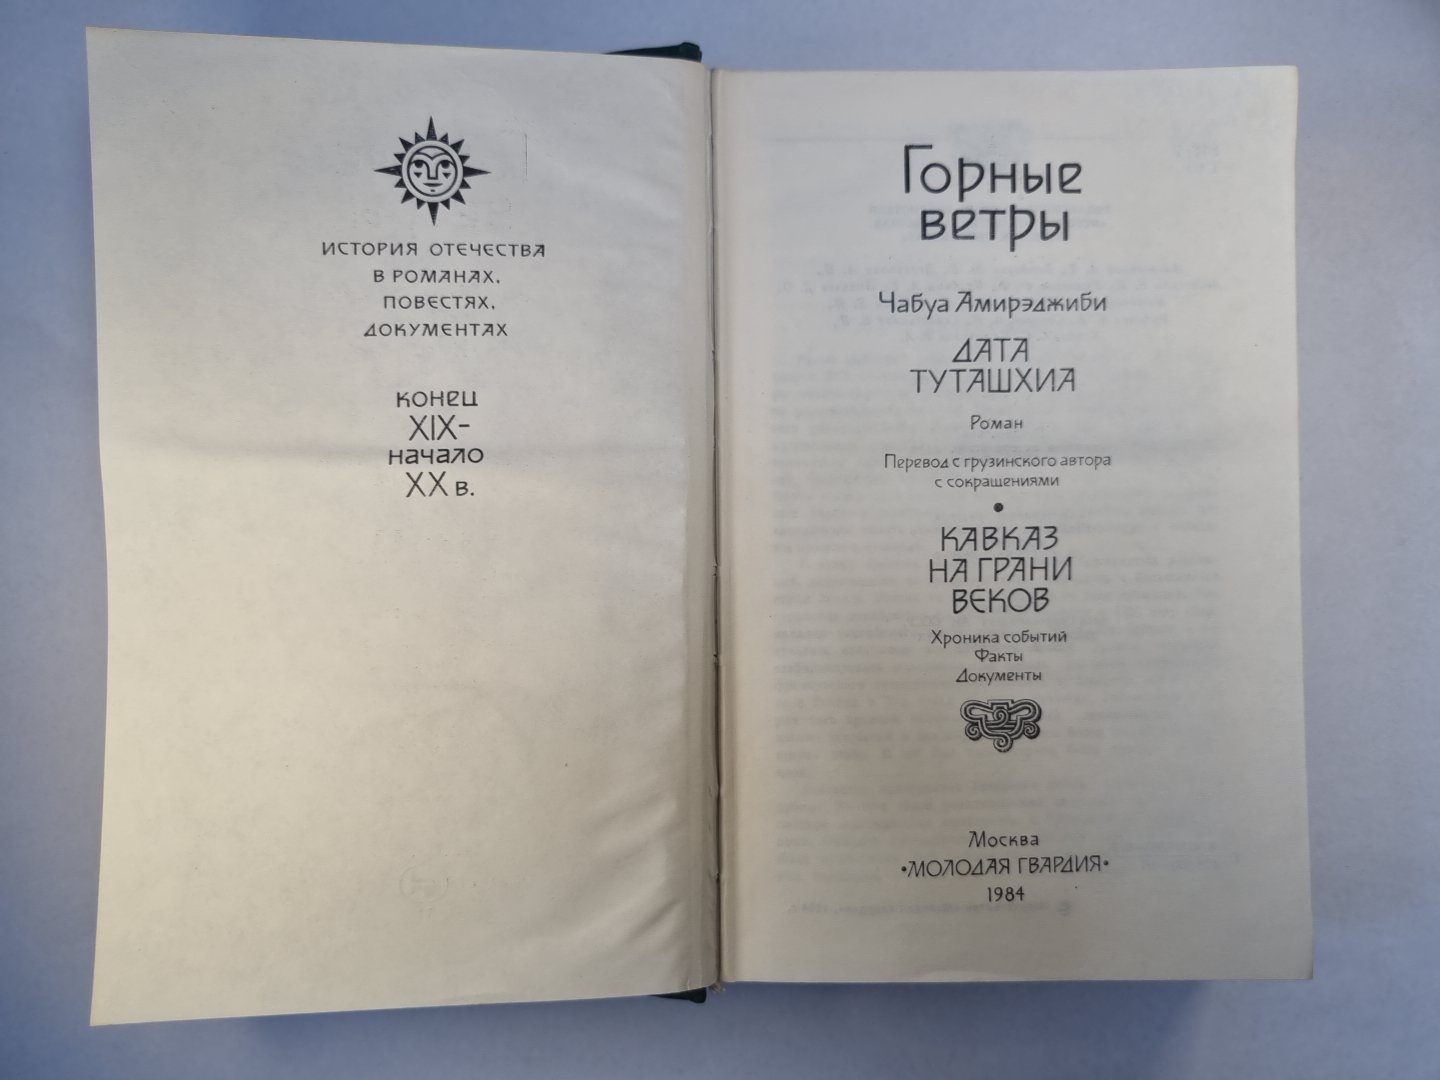 ИСТОРИЯ ОТЕЧЕСТВА
В РОМАНАХ,
ПОВЕСТЯХ,
ДОКУМЕНТАХ
конец
XIX-
начало
XX в.
Горные
ветры
Чабуа Амирэджиби
ДАТА
ТУТАШХИА
Роман
Перевод с грузинского автора
с сокращениями
•
КАВКАЗ
НА ГРАНИ
ВЕКОВ
Хроника событий
Факты
Документы
Москва
•МОЛОДАЯ ГВАРДИЯ•
1984